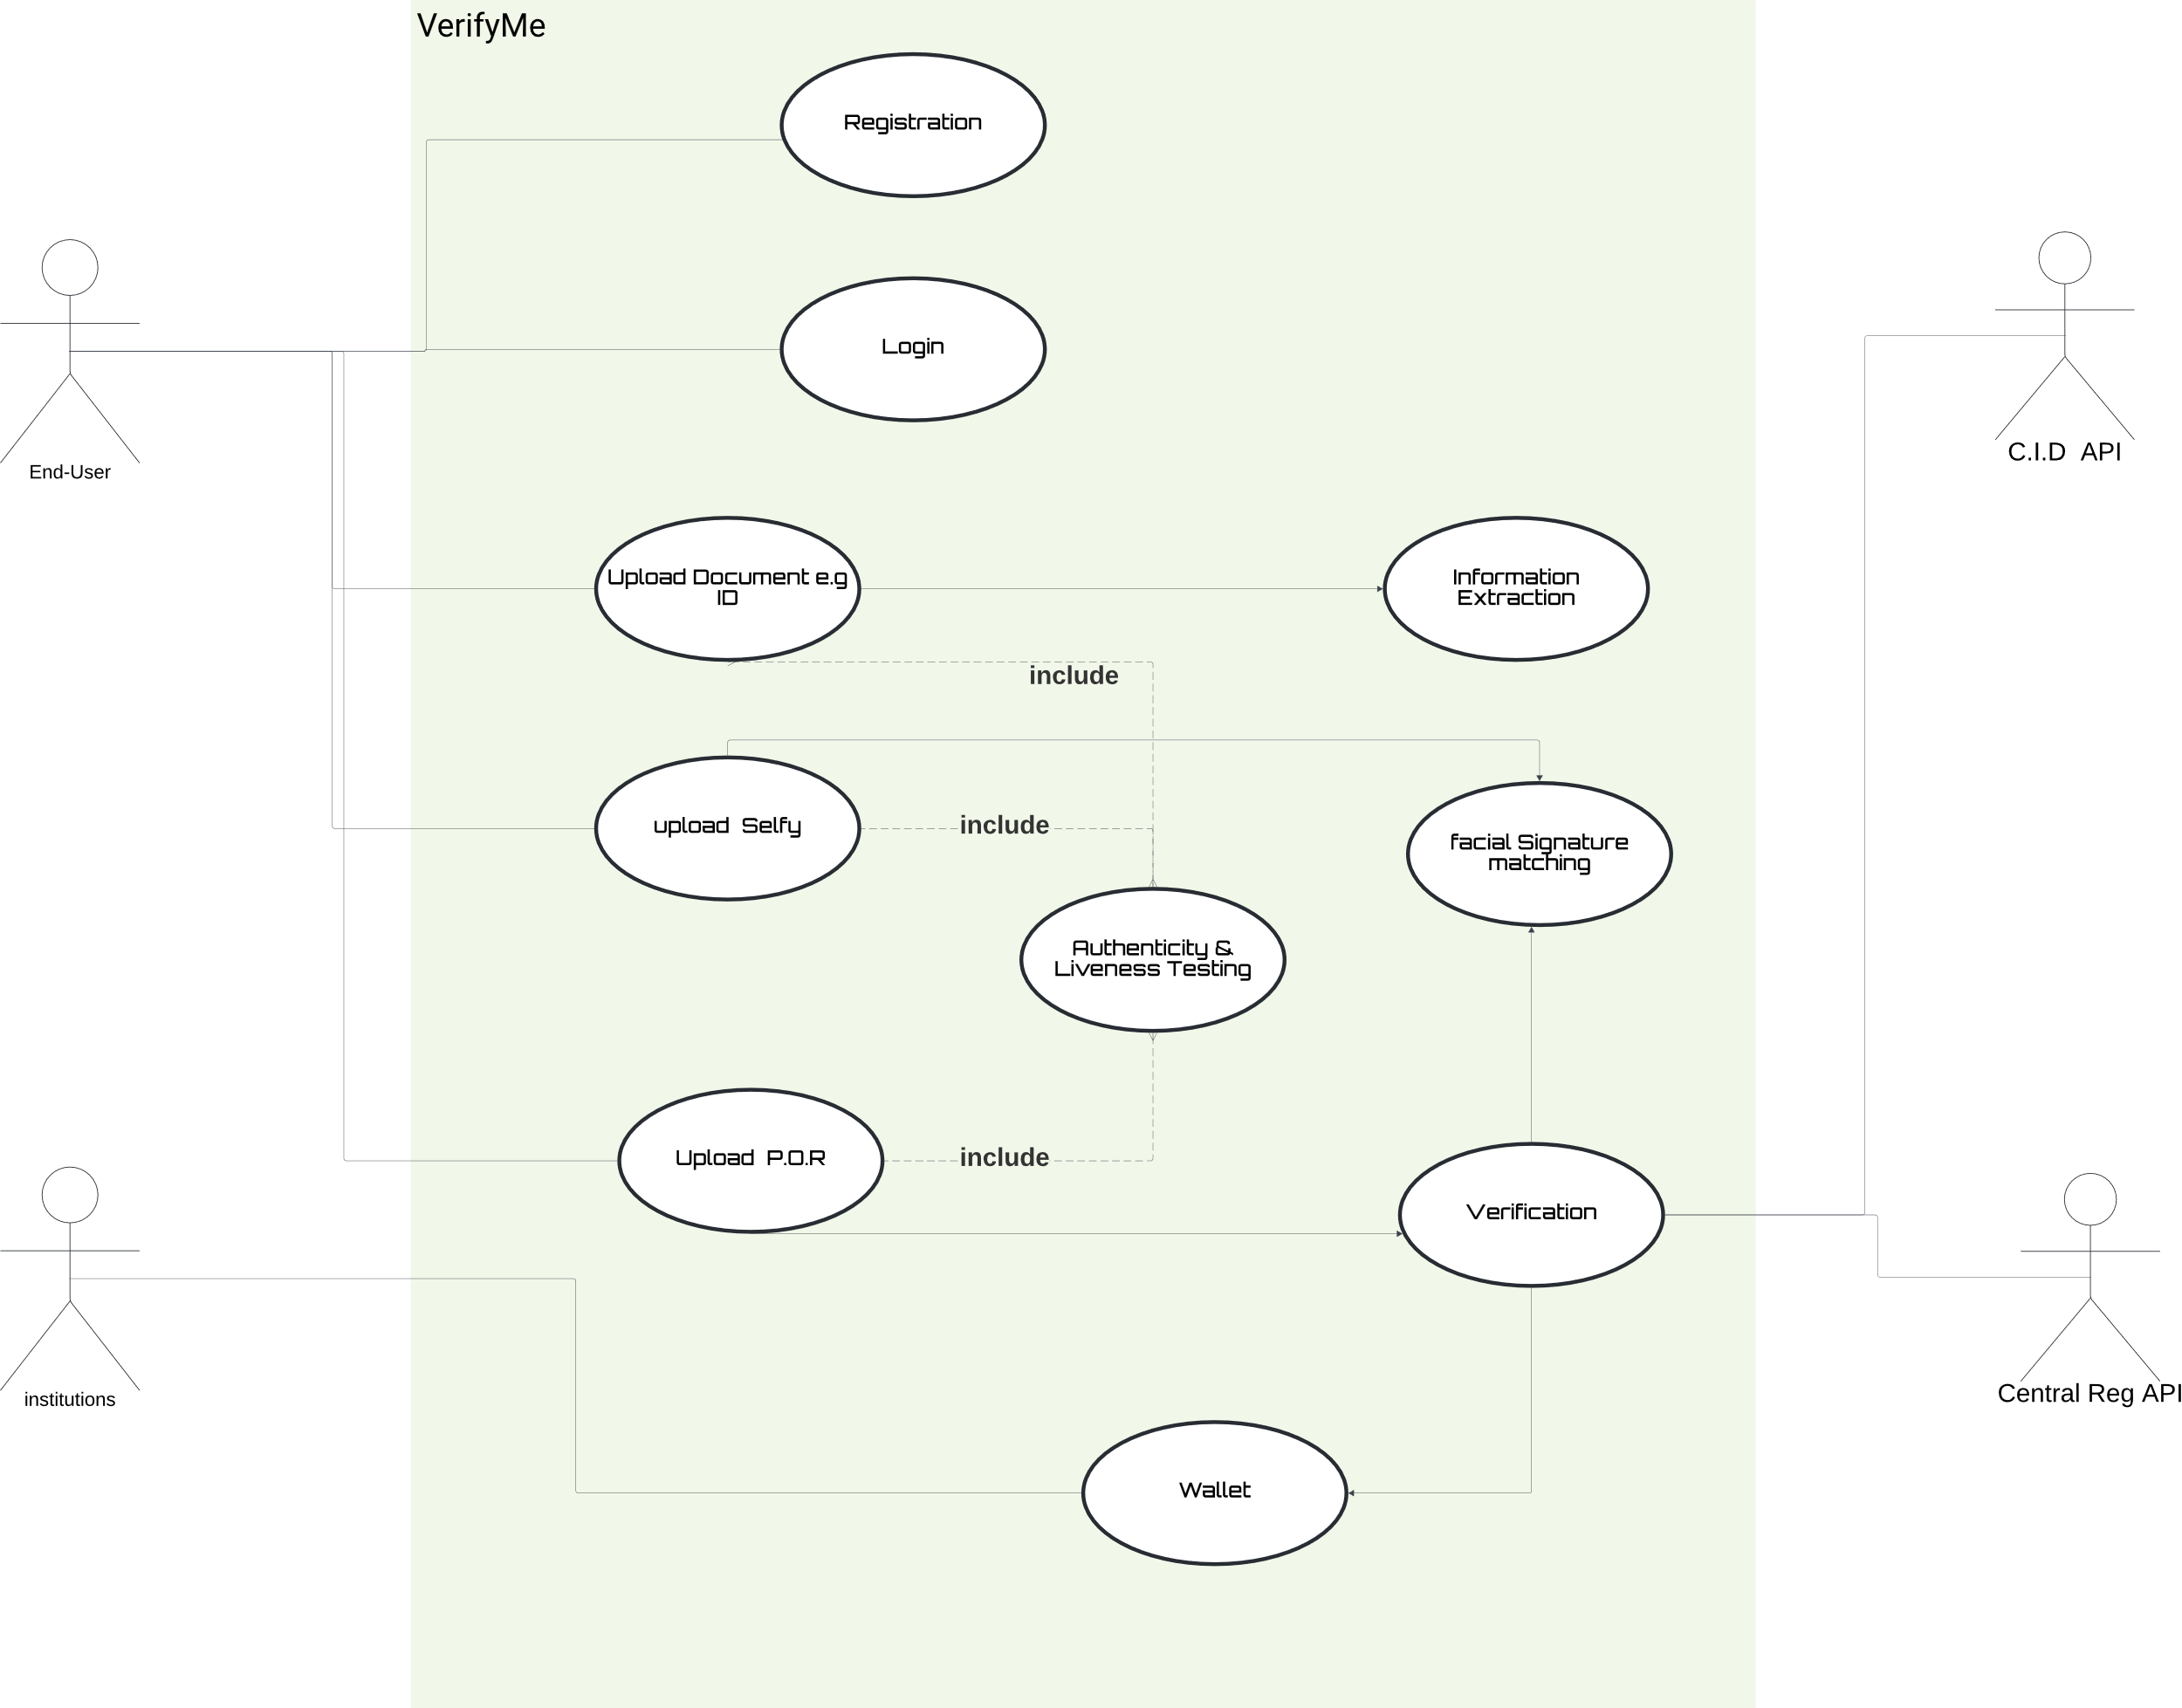 VerifyMe
Registration
Login
End-User
C.I.D  API
Upload Document e.g
ID
Information
Extraction
include
upload  Selfy
include
facial Signature
matching
Authenticity &
Liveness Testing
Upload  P.O.R
include
Verification
institutions
Central Reg API
Wallet